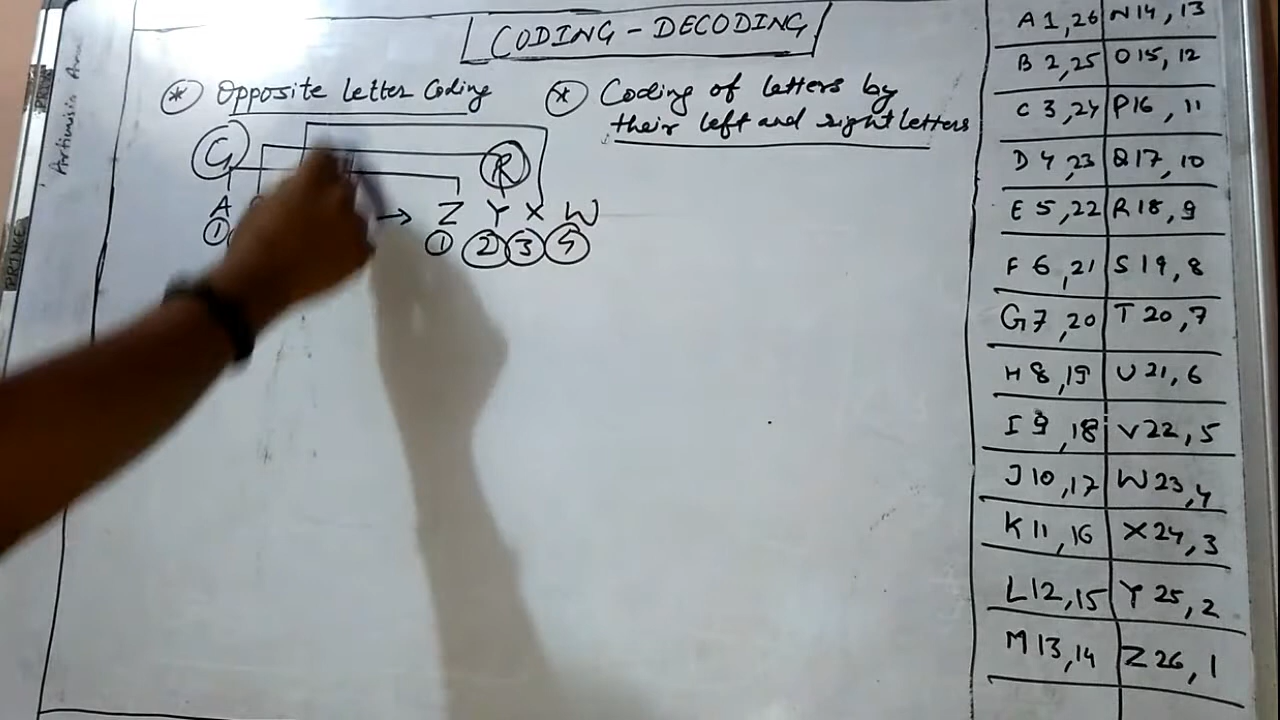 CODING - DECODING
* Opposite letter Coding
* Coding of letters by
their left and right letters
G R
A → Z Y X W
1 1 2 3 4
A 1, 26 N 14, 13
B 2, 25 O 15, 12
C 3, 24 P 16, 11
D 4, 23 Q 17, 10
E 5, 22 R 18, 9
F 6, 21 S 19, 8
G 7, 20 T 20, 7
H 8, 19 U 21, 6
I 9, 18 V 22, 5
J 10, 17 W 23, 4
K 11, 16 X 24, 3
L 12, 15 Y 25, 2
M 13, 14 Z 26, 1
PRINCE